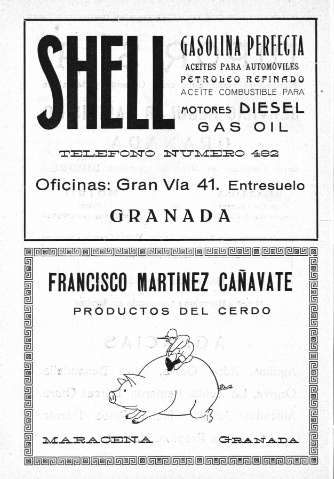 SHELL
GASOLINA PERFECTA
ACEITES PARA AUTOMÓVILES
PETROLEO REFINADO
ACEITE COMBUSTIBLE PARA
MOTORES DIESEL
GAS OIL
TELEFONO NUMERO 462
Oficinas: Gran Vía 41. Entresuelo
GRANADA
FRANCISCO MARTINEZ CAÑAVATE
PRODUCTOS DEL CERDO
MARACENA GRANADA